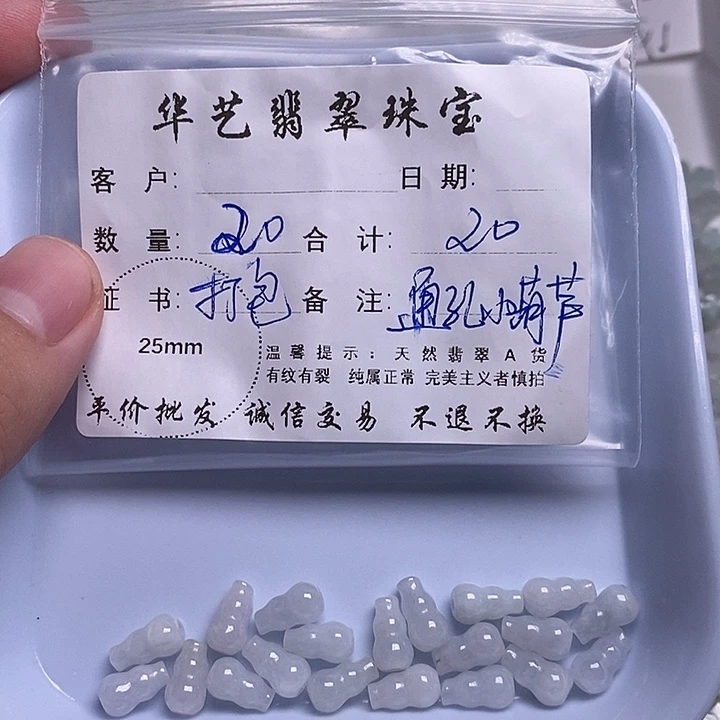 华艺翡翠珠宝
客 户： 日 期：
数 量： 20 合 计： 20
证 书： 打包 备 注： 通孔小葫芦
25mm
温馨提示：天然翡翠A货
有纹有裂 纯属正常 完美主义者慎拍
平价批发 诚信交易 不退不换